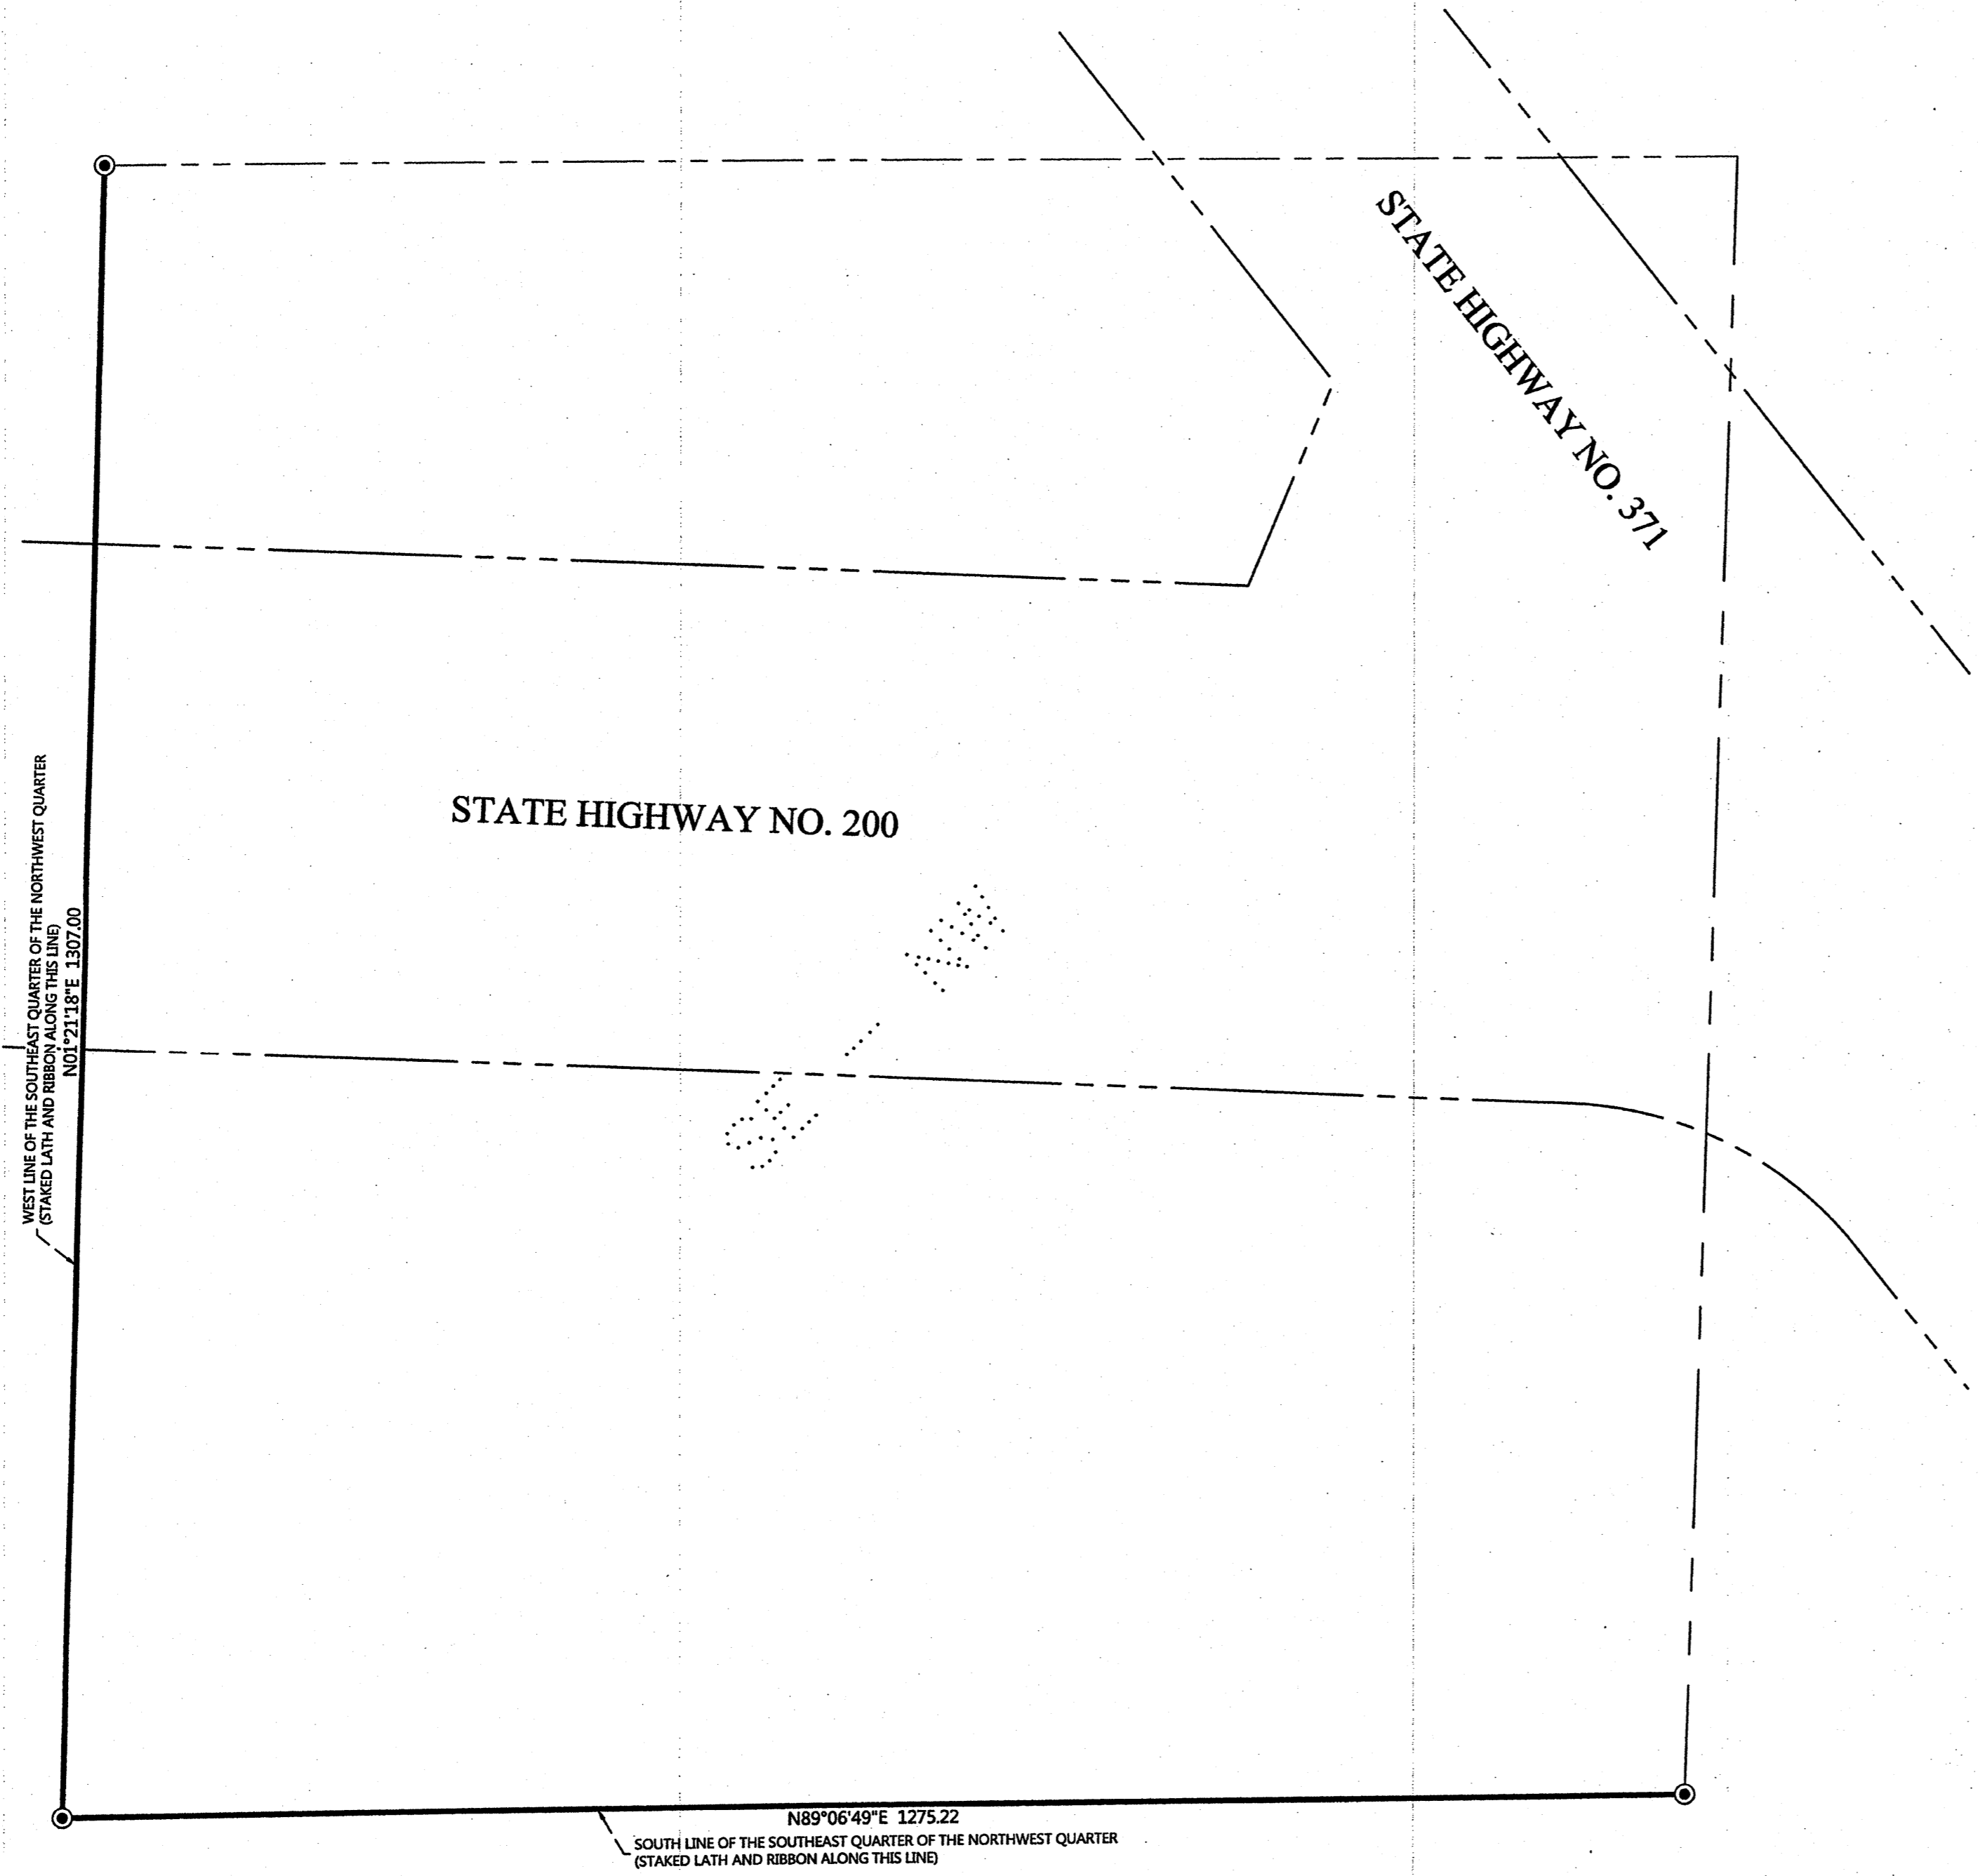 STATE HIGHWAY NO. 371
STATE HIGHWAY NO. 200
WEST LINE OF THE SOUTHEAST QUARTER OF THE NORTHWEST QUARTER
(STAKED LATH AND RIBBON ALONG THIS LINE)
N01°21'18"E 1307.00
N89°06'49"E 1275.22
SOUTH LINE OF THE SOUTHEAST QUARTER OF THE NORTHWEST QUARTER
(STAKED LATH AND RIBBON ALONG THIS LINE)